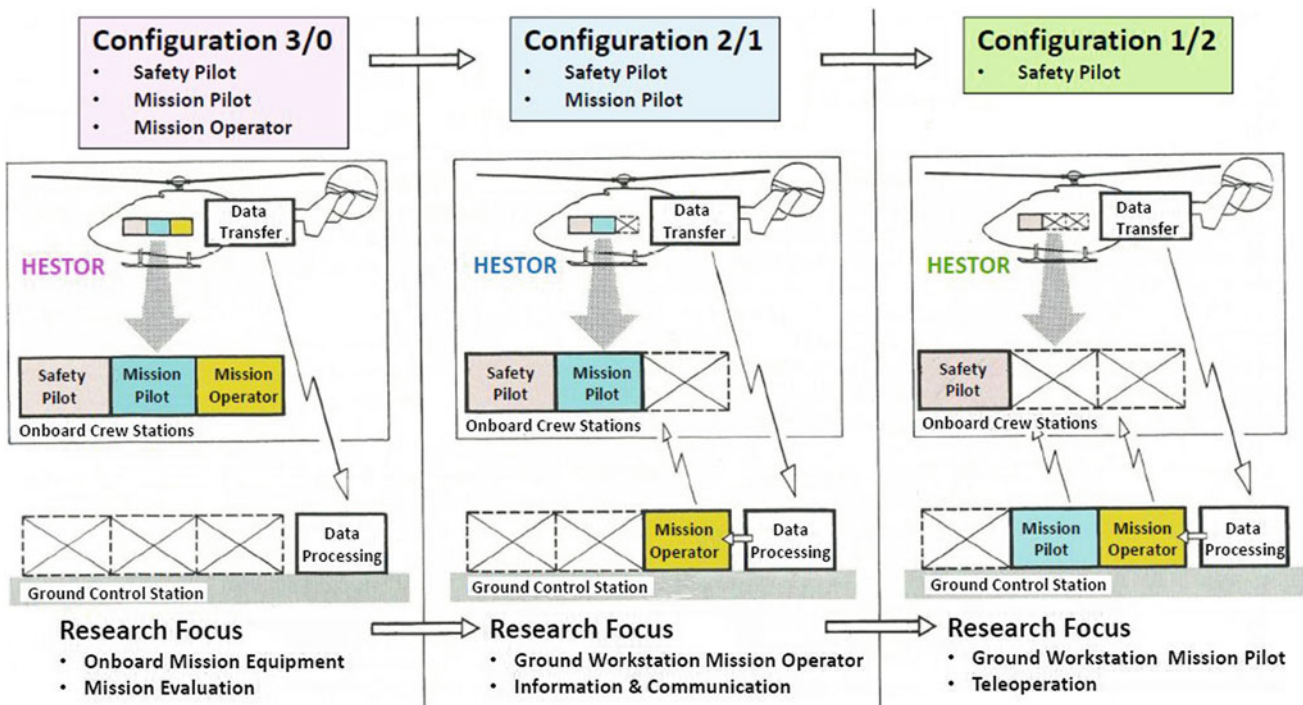 Configuration 3/0
• Safety Pilot
• Mission Pilot
• Mission Operator
Data
Transfer
HESTOR
Safety
Pilot
Mission
Pilot
Mission
Operator
Onboard Crew Stations
Data
Processing
Ground Control Station
Research Focus
• Onboard Mission Equipment
• Mission Evaluation
Configuration 2/1
• Safety Pilot
• Mission Pilot
Data
Transfer
HESTOR
Safety
Pilot
Mission
Pilot
Onboard Crew Stations
Mission
Operator
Data
Processing
Ground Control Station
Research Focus
• Ground Workstation Mission Operator
• Information & Communication
Configuration 1/2
• Safety Pilot
Data
Transfer
HESTOR
Safety
Pilot
Onboard Crew Stations
Mission
Pilot
Mission
Operator
Data
Processing
Ground Control Station
Research Focus
• Ground Workstation Mission Pilot
• Teleoperation